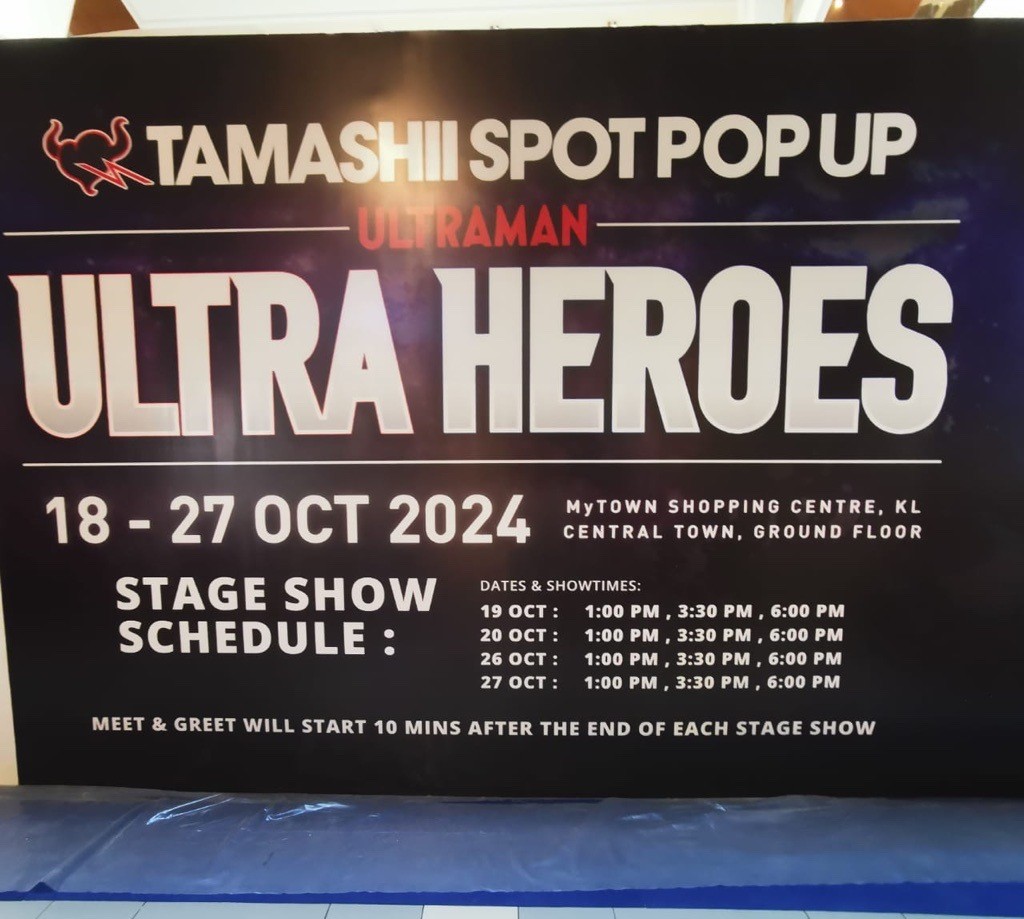 TAMASHII SPOT POP UP
ULTRAMAN
ULTRA HEROES
18 - 27 OCT 2024
MyTOWN SHOPPING CENTRE, KL
CENTRAL TOWN, GROUND FLOOR
STAGE SHOW
SCHEDULE :
DATES & SHOWTIMES:
19 OCT : 1:00 PM , 3:30 PM , 6:00 PM
20 OCT : 1:00 PM , 3:30 PM , 6:00 PM
26 OCT : 1:00 PM , 3:30 PM , 6:00 PM
27 OCT : 1:00 PM , 3:30 PM , 6:00 PM
MEET & GREET WILL START 10 MINS AFTER THE END OF EACH STAGE SHOW